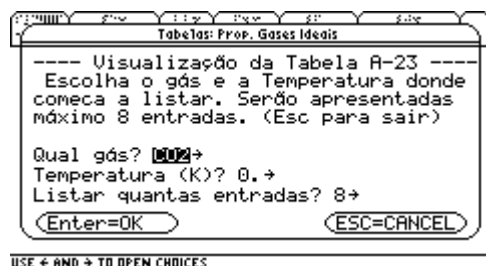 Tabelas: Prop. Gases Ideais
---- Visualização da Tabela A-23 ----
Escolha o gás e a Temperatura donde
comeca a listar. Serão apresentadas
máximo 8 entradas. (Esc para sair)
Qual gás? CO2→
Temperatura (K)? 0.→
Listar quantas entradas? 8→
Enter=OK ESC=CANCEL
USE ← AND → TO OPEN CHOICES